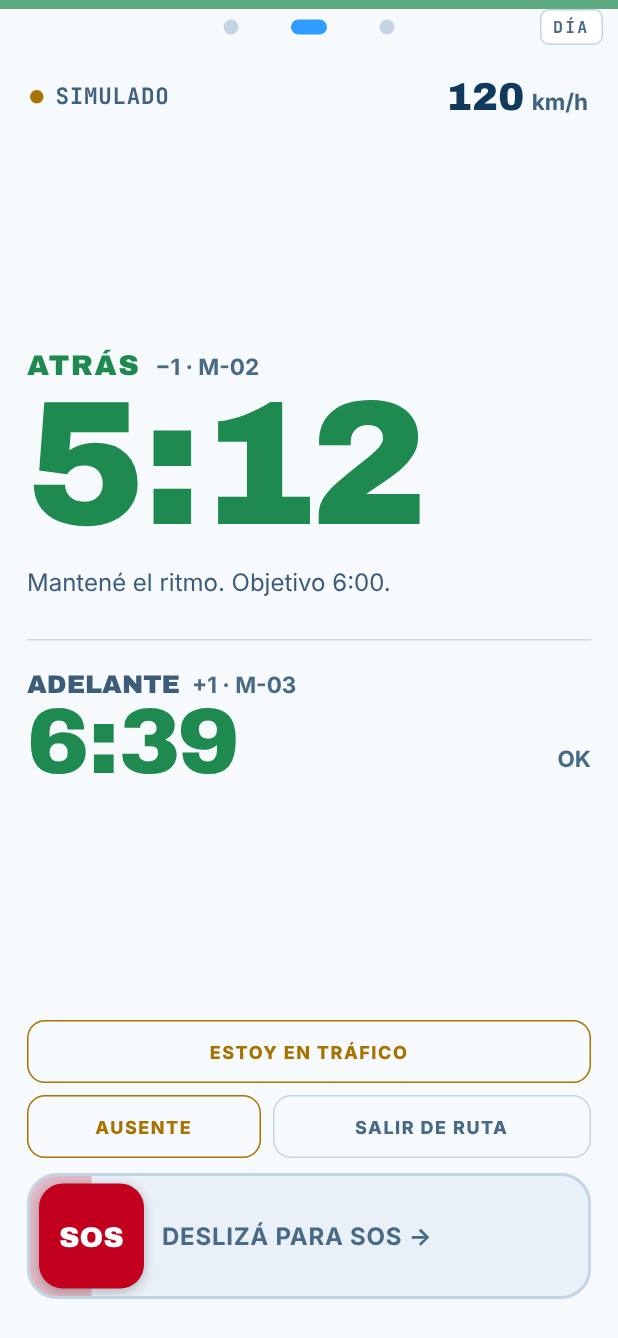 DÍA
SIMULADO
120 km/h
ATRÁS −1 · M-02
5:12
Mantené el ritmo. Objetivo 6:00.
ADELANTE +1 · M-03
6:39
OK
ESTOY EN TRÁFICO
AUSENTE
SALIR DE RUTA
SOS
DESLIZÁ PARA SOS →